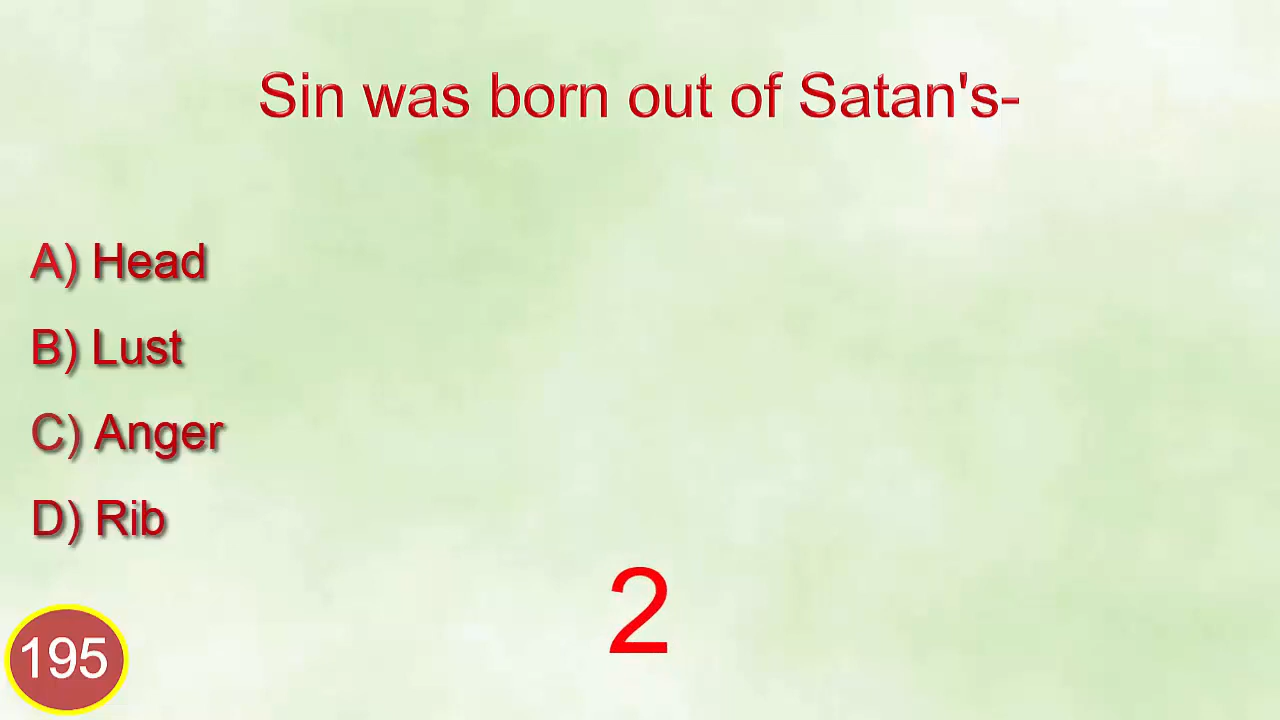 Sin was born out of Satan's-
A) Head
B) Lust
C) Anger
D) Rib
2
195